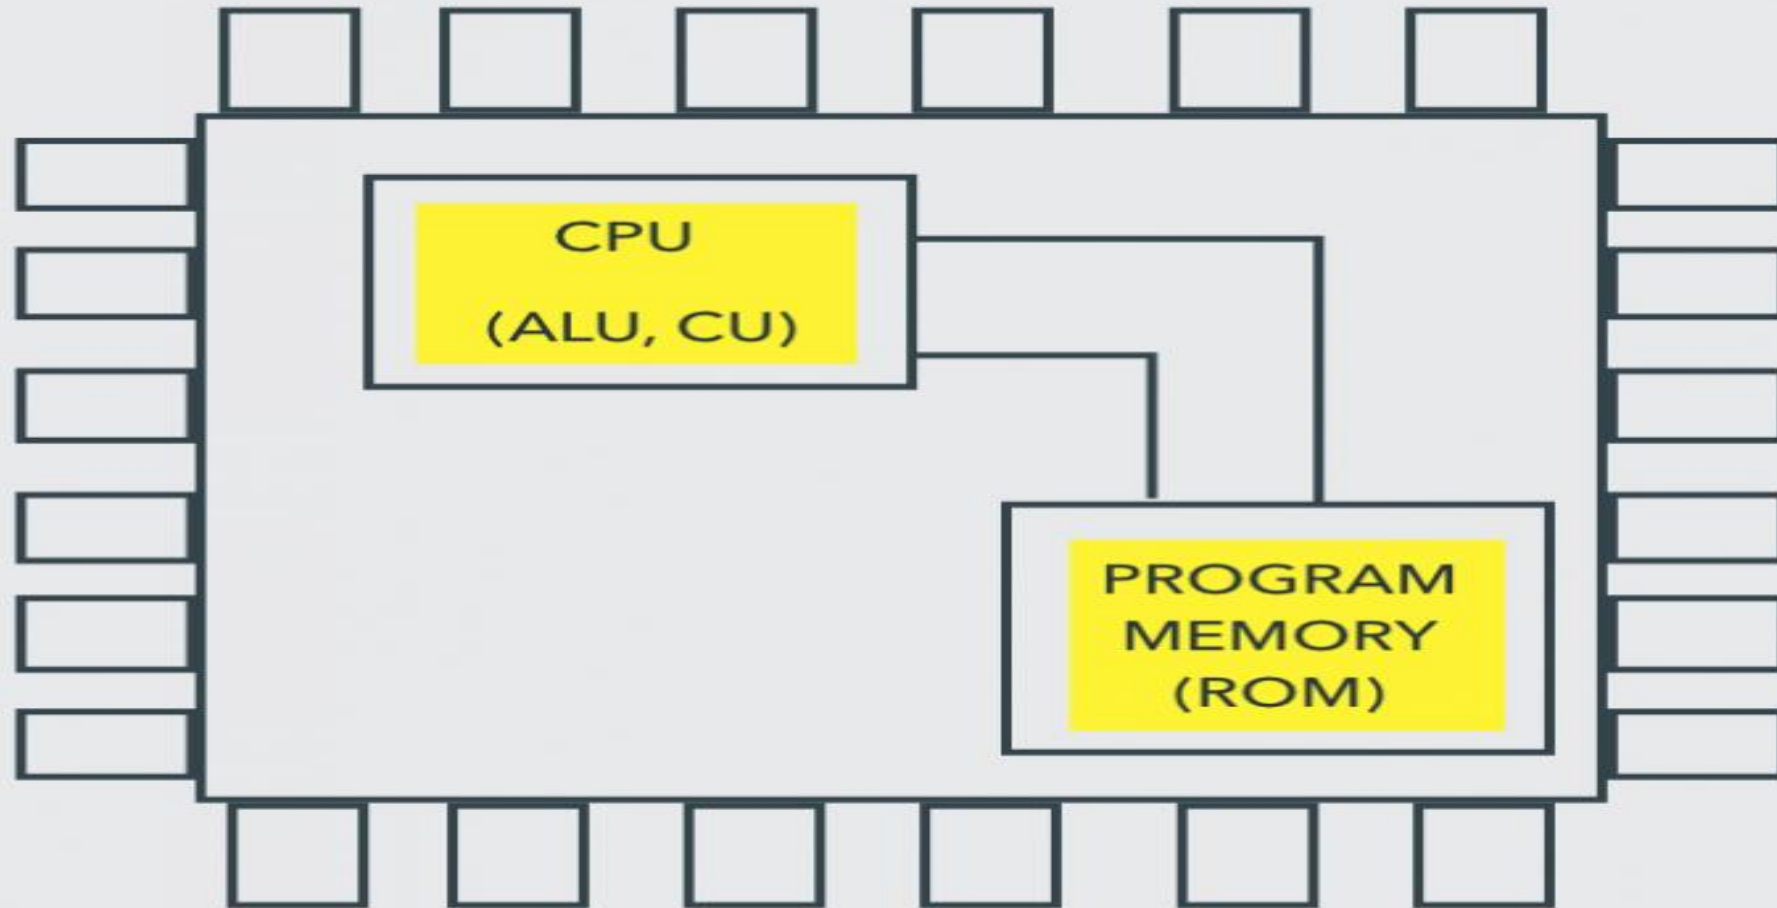 CPU
(ALU, CU)
PROGRAM
MEMORY
(ROM)